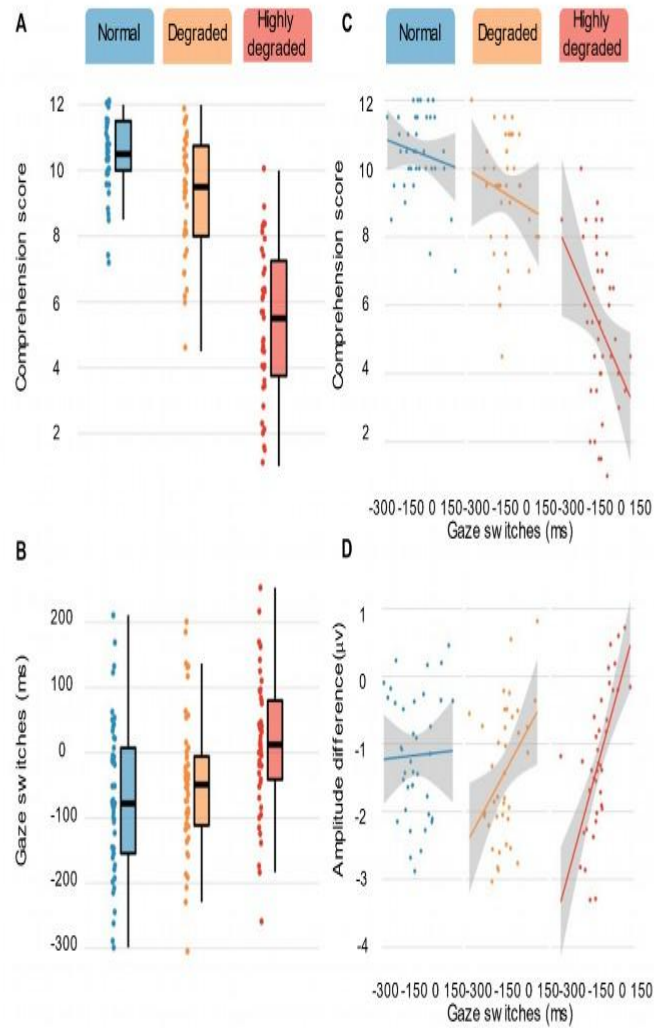 A
Normal
Degraded
Highly
degraded
Comprehension score
12
10
8
6
4
2
C
Normal
Degraded
Highly
degraded
Comprehension score
12
10
8
6
4
2
-300 -150 0 150 -300 -150 0 150 -300 -150 0 150
Gaze switches (ms)
B
Gaze switches (ms)
200
100
0
-100
-200
-300
D
Amplitude difference (μv)
1
0
-1
-2
-3
-4
-300 -150 0 150 -300 -150 0 150 -300 -150 0 150
Gaze switches (ms)